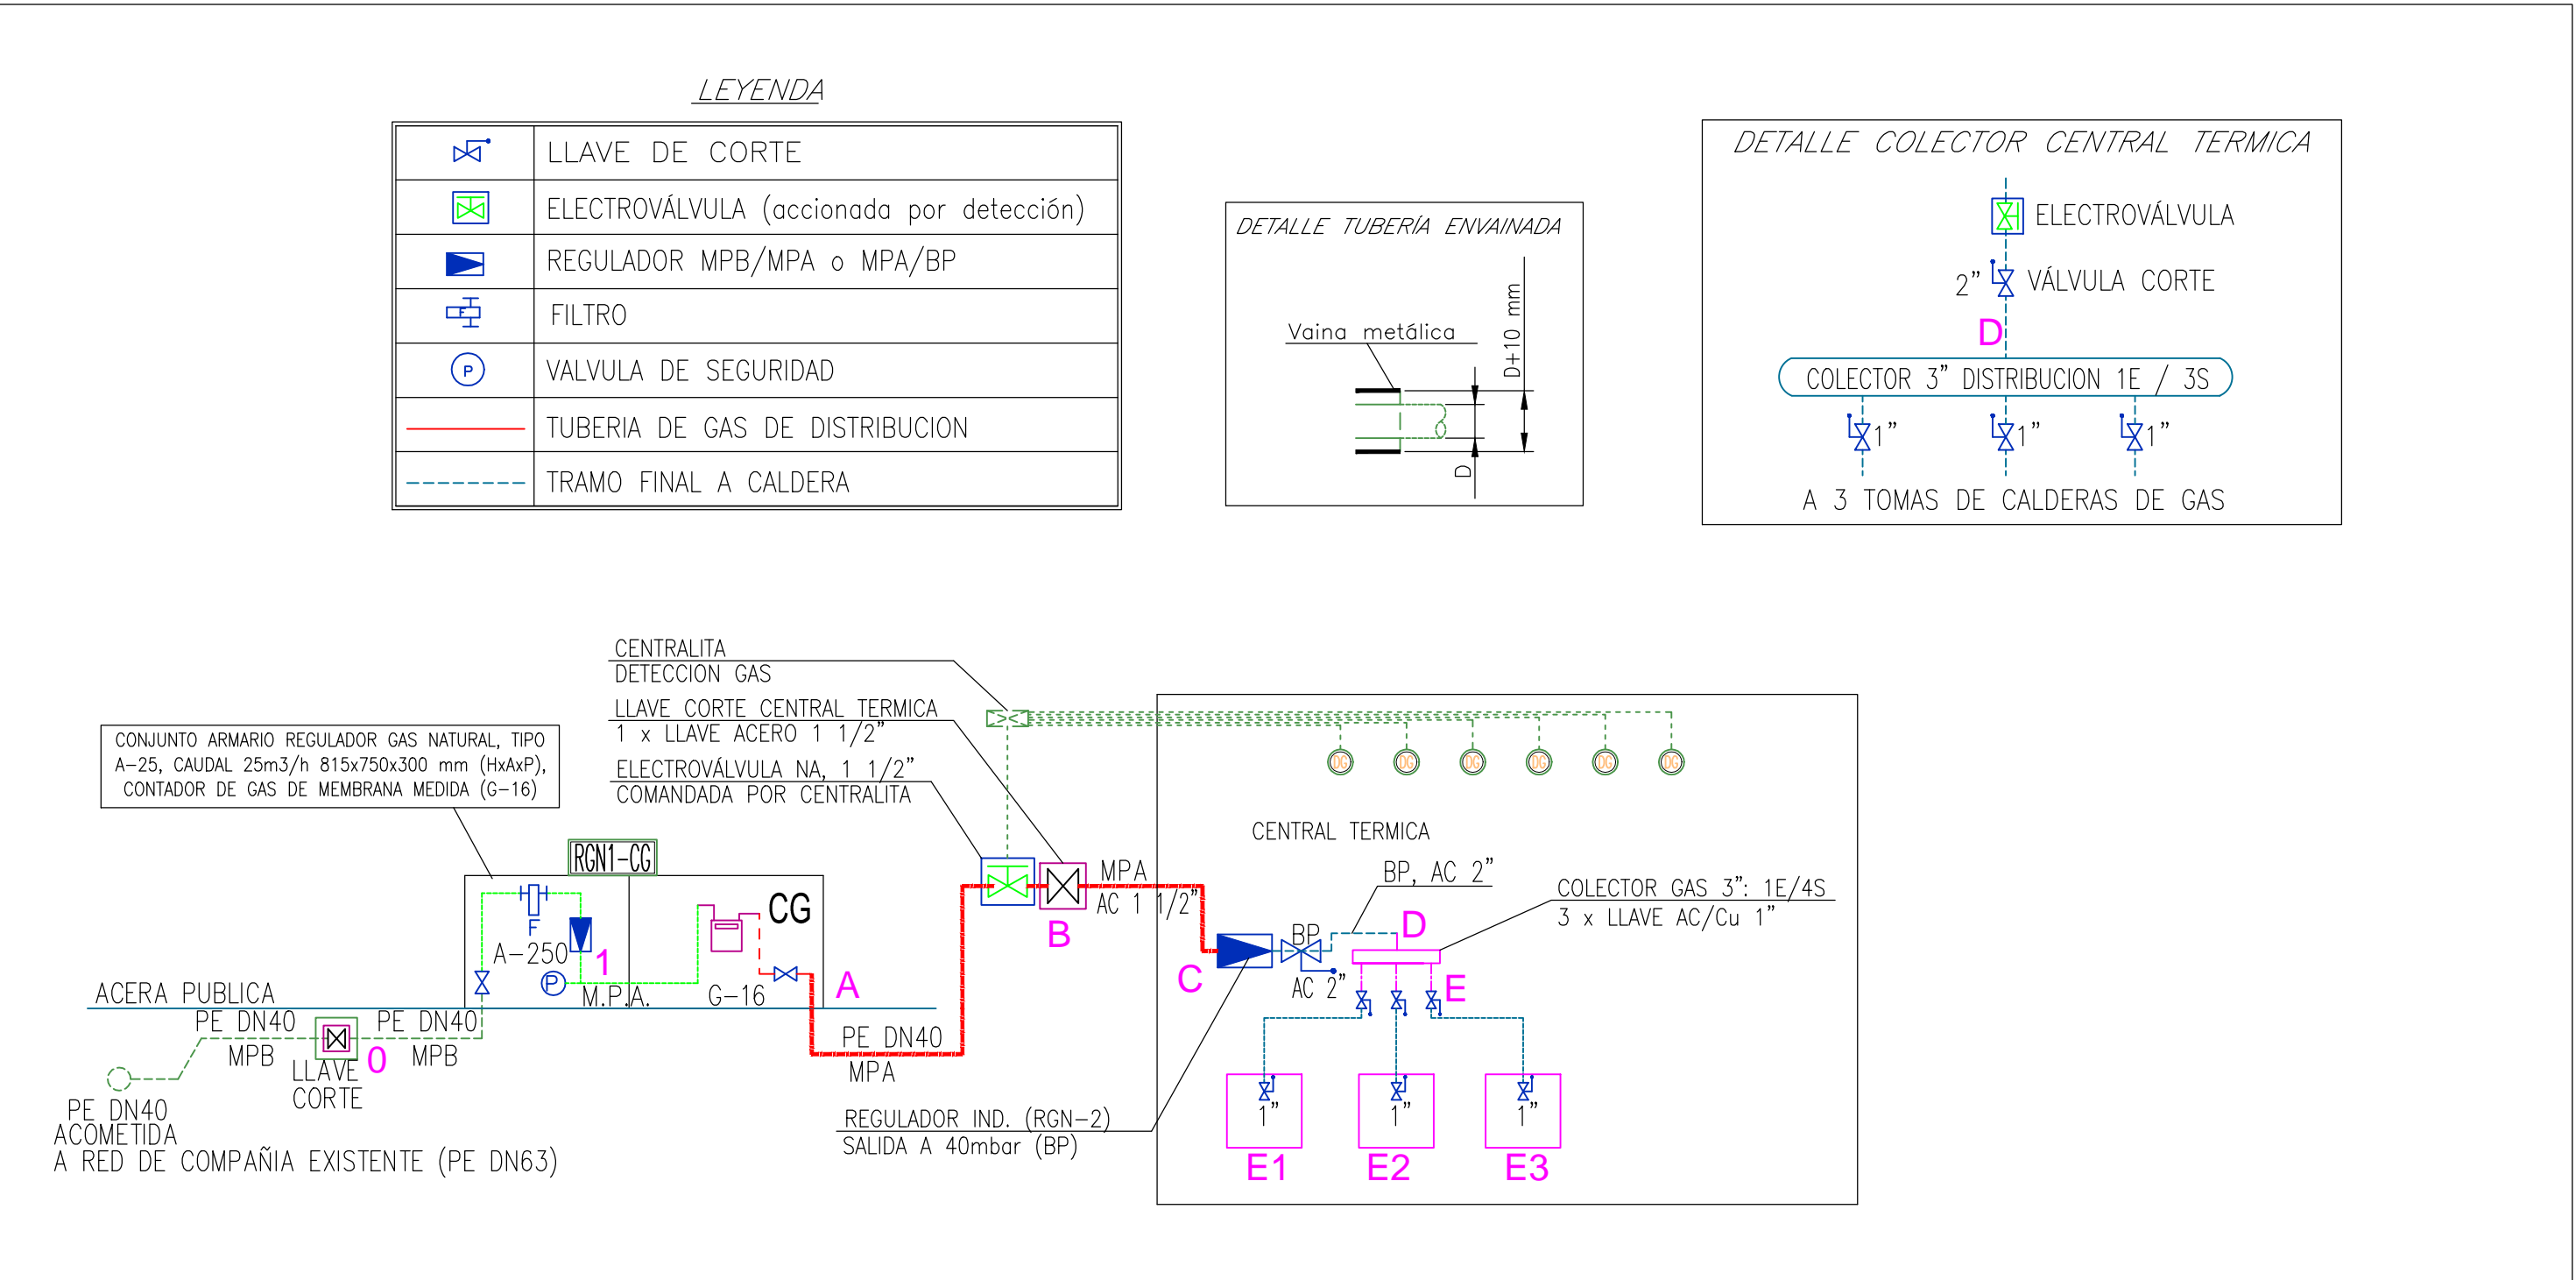 LEYENDA
LLAVE DE CORTE
ELECTROVÁLVULA (accionada por detección)
REGULADOR MPB/MPA o MPA/BP
F
FILTRO
P
VALVULA DE SEGURIDAD
TUBERIA DE GAS DE DISTRIBUCION
TRAMO FINAL A CALDERA
DETALLE TUBERÍA ENVAINADA
Vaina metálica
D+10 mm
D
DETALLE COLECTOR CENTRAL TERMICA
ELECTROVÁLVULA
2” VÁLVULA CORTE
D
COLECTOR 3” DISTRIBUCION 1E / 3S
1” 1” 1”
A 3 TOMAS DE CALDERAS DE GAS
CENTRALITA
DETECCION GAS
LLAVE CORTE CENTRAL TERMICA
1 x LLAVE ACERO 1 1/2”
ELECTROVÁLVULA NA, 1 1/2”
COMANDADA POR CENTRALITA
CONJUNTO ARMARIO REGULADOR GAS NATURAL, TIPO
A-25, CAUDAL 25m3/h 815x750x300 mm (HxAxP),
CONTADOR DE GAS DE MEMBRANA MEDIDA (G-16)
RGN1-CG
F
A-250
P
1
M.P.A.
CG
G-16
A
ACERA PUBLICA
PE DN40
MPB
0
PE DN40
MPB
LLAVE
CORTE
PE DN40
ACOMETIDA
A RED DE COMPAÑIA EXISTENTE (PE DN63)
PE DN40
MPA
B
MPA
AC 1 1/2”
DG DG DG DG DG DG
CENTRAL TERMICA
BP, AC 2”
COLECTOR GAS 3”: 1E/4S
3 x LLAVE AC/Cu 1”
C
BP
AC 2”
D
E
REGULADOR IND. (RGN-2)
SALIDA A 40mbar (BP)
1” 1” 1”
E1 E2 E3